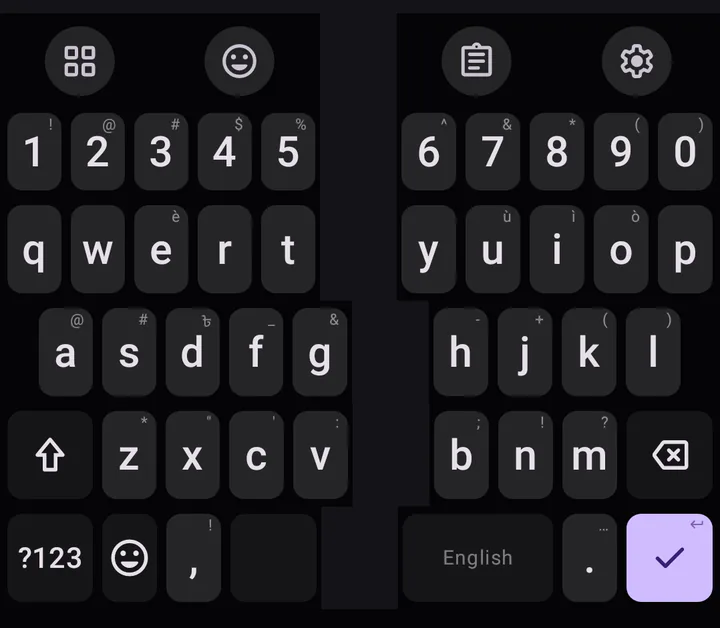 ! @ # $ % ^ & * ( )
1 2 3 4 5 6 7 8 9 0
è ù ì ò
q w e r t y u i o p
@ # _ & - + ( )
a s d f g h j k l
* " ' : ; ! ?
z x c v b n m
! …
?123 , English .